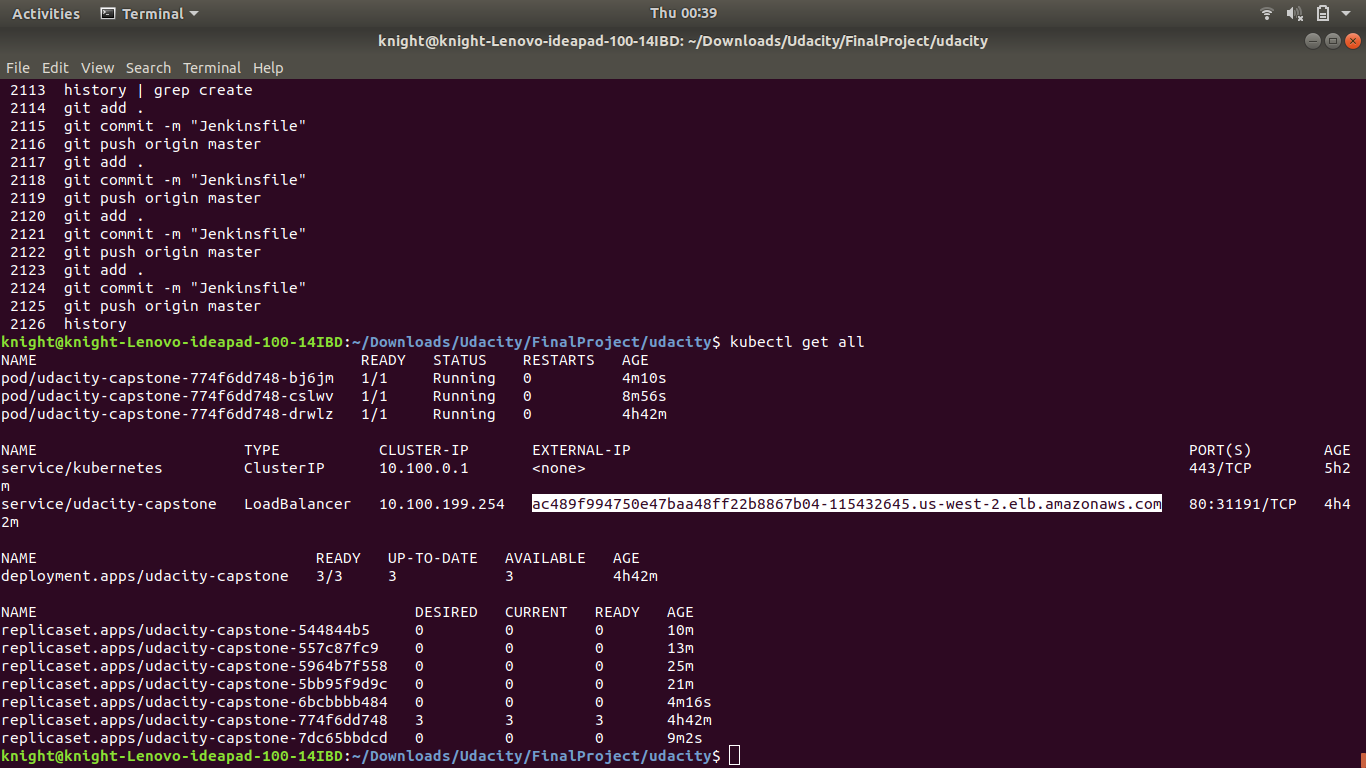 Activities Terminal Thu 00:39
knight@knight-Lenovo-ideapad-100-14IBD: ~/Downloads/Udacity/FinalProject/udacity
File Edit View Search Terminal Help
2113 history | grep create
2114 git add .
2115 git commit -m "Jenkinsfile"
2116 git push origin master
2117 git add .
2118 git commit -m "Jenkinsfile"
2119 git push origin master
2120 git add .
2121 git commit -m "Jenkinsfile"
2122 git push origin master
2123 git add .
2124 git commit -m "Jenkinsfile"
2125 git push origin master
2126 history
knight@knight-Lenovo-ideapad-100-14IBD:~/Downloads/Udacity/FinalProject/udacity$ kubectl get all
NAME READY STATUS RESTARTS AGE
pod/udacity-capstone-774f6dd748-bj6jm 1/1 Running 0 4m10s
pod/udacity-capstone-774f6dd748-cslwv 1/1 Running 0 8m56s
pod/udacity-capstone-774f6dd748-drwlz 1/1 Running 0 4h42m
NAME TYPE CLUSTER-IP EXTERNAL-IP PORT(S) AGE
service/kubernetes ClusterIP 10.100.0.1 <none> 443/TCP 5h2
m
service/udacity-capstone LoadBalancer 10.100.199.254 ac489f994750e47baa48ff22b8867b04-115432645.us-west-2.elb.amazonaws.com 80:31191/TCP 4h4
2m
NAME READY UP-TO-DATE AVAILABLE AGE
deployment.apps/udacity-capstone 3/3 3 3 4h42m
NAME DESIRED CURRENT READY AGE
replicaset.apps/udacity-capstone-544844b5 0 0 0 10m
replicaset.apps/udacity-capstone-557c87fc9 0 0 0 13m
replicaset.apps/udacity-capstone-5964b7f558 0 0 0 25m
replicaset.apps/udacity-capstone-5bb95f9d9c 0 0 0 21m
replicaset.apps/udacity-capstone-6bcbbbb484 0 0 0 4m16s
replicaset.apps/udacity-capstone-774f6dd748 3 3 3 4h42m
replicaset.apps/udacity-capstone-7dc65bbdcd 0 0 0 9m2s
knight@knight-Lenovo-ideapad-100-14IBD:~/Downloads/Udacity/FinalProject/udacity$